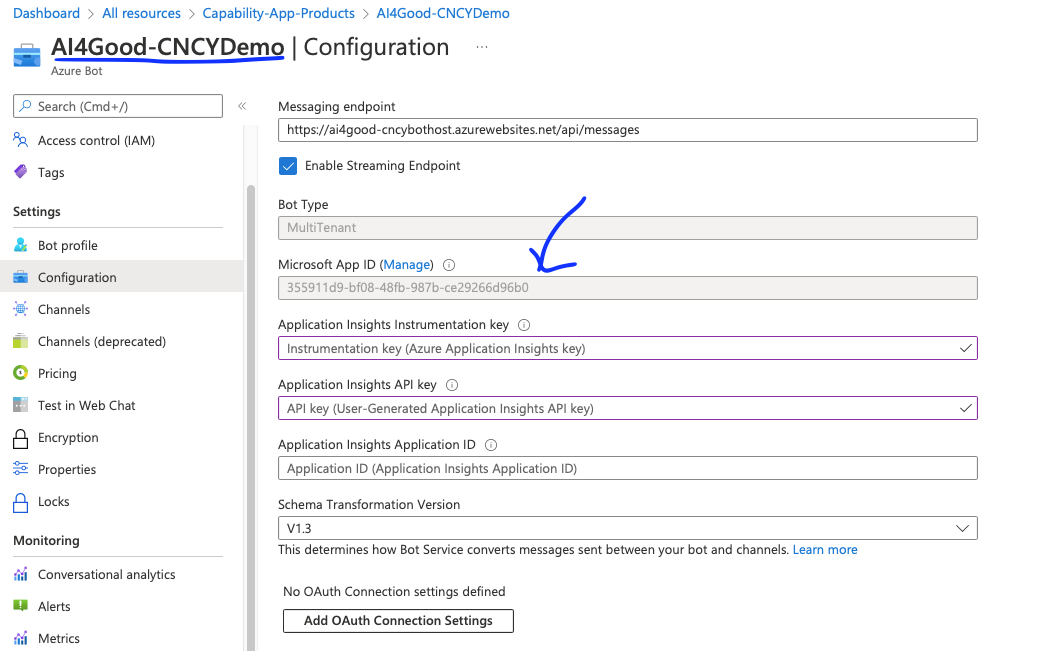 Dashboard > All resources > Capability-App-Products > AI4Good-CNCYDemo
AI4Good-CNCYDemo | Configuration ...
Azure Bot
Search (Cmd+/) «
Access control (IAM)
Tags
Settings
Bot profile
Configuration
Channels
Channels (deprecated)
Pricing
Test in Web Chat
Encryption
Properties
Locks
Monitoring
Conversational analytics
Alerts
Metrics
Messaging endpoint
https://ai4good-cncybothost.azurewebsites.net/api/messages
Enable Streaming Endpoint
Bot Type
MultiTenant
Microsoft App ID (Manage)
355911d9-bf08-48fb-987b-ce29266d96b0
Application Insights Instrumentation key
Instrumentation key (Azure Application Insights key)
Application Insights API key
API key (User-Generated Application Insights API key)
Application Insights Application ID
Application ID (Application Insights Application ID)
Schema Transformation Version
V1.3
This determines how Bot Service converts messages sent between your bot and channels. Learn more
No OAuth Connection settings defined
Add OAuth Connection Settings